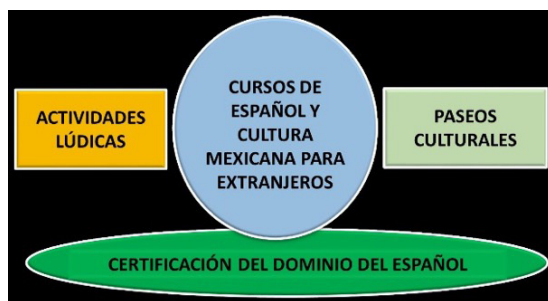 ACTIVIDADES
LÚDICAS
CURSOS DE
ESPAÑOL Y
CULTURA
MEXICANA PARA
EXTRANJEROS
PASEOS
CULTURALES
CERTIFICACIÓN DEL DOMINIO DEL ESPAÑOL